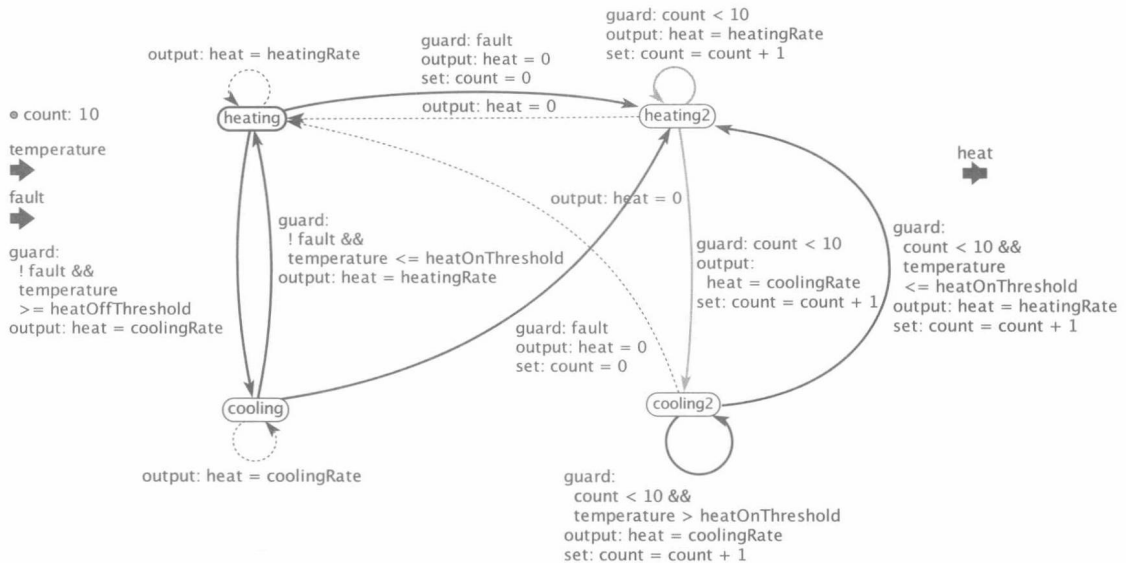 guard: count < 10
output: heat = heatingRate
set: count = count + 1
output: heat = heatingRate
guard: fault
output: heat = 0
set: count = 0
output: heat = 0
heating
heating2
count: 10
temperature
fault
heat
guard:
! fault &&
temperature
>= heatOffThreshold
output: heat = coolingRate
guard:
! fault &&
temperature <= heatOnThreshold
output: heat = heatingRate
output: heat = 0
guard: count < 10
output:
heat = coolingRate
set: count = count + 1
guard:
count < 10 &&
temperature
<= heatOnThreshold
output: heat = heatingRate
set: count = count + 1
guard: fault
output: heat = 0
set: count = 0
cooling
cooling2
output: heat = coolingRate
guard:
count < 10 &&
temperature > heatOnThreshold
output: heat = coolingRate
set: count = count + 1